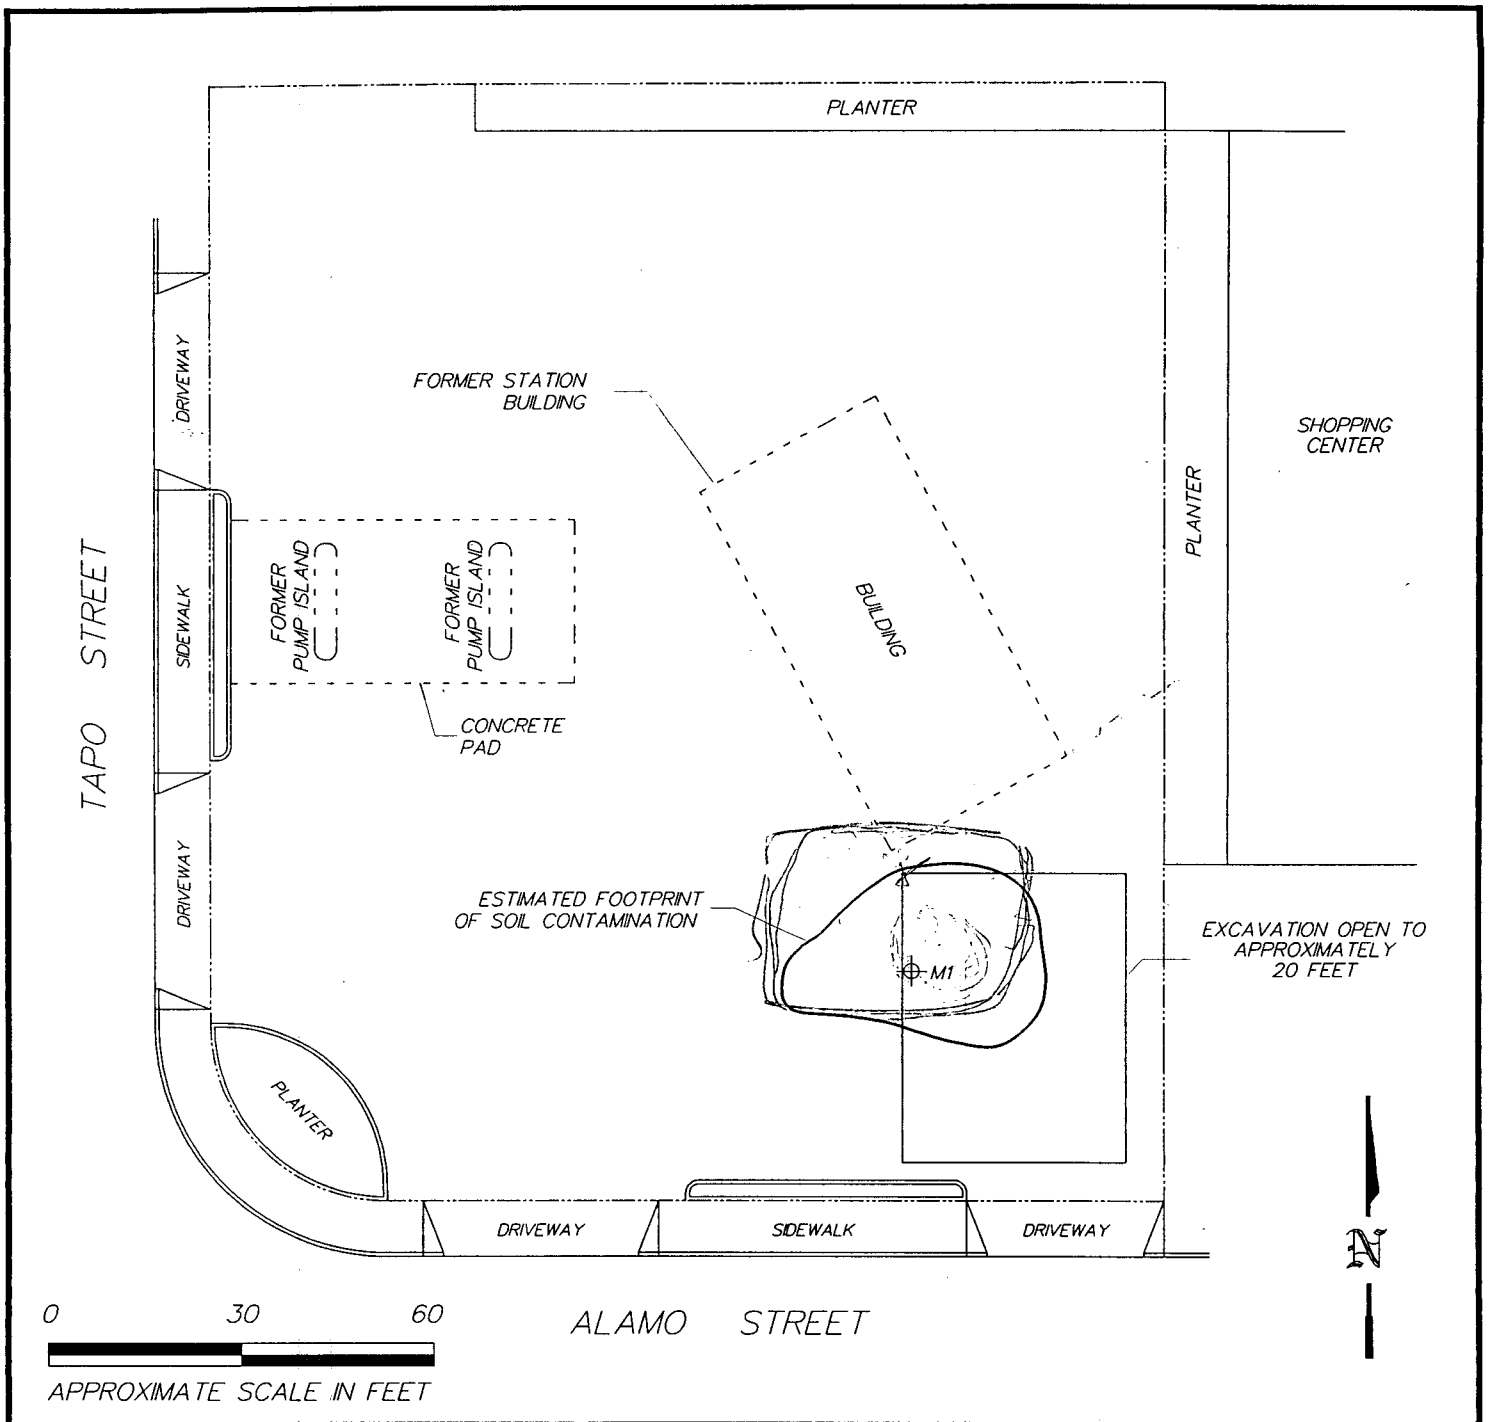 PLANTER
DRIVEWAY
FORMER STATION
BUILDING
SHOPPING
CENTER
PLANTER
TAPO STREET
SIDEWALK
FORMER
PUMP ISLAND
FORMER
PUMP ISLAND
BUILDING
CONCRETE
PAD
DRIVEWAY
ESTIMATED FOOTPRINT
OF SOIL CONTAMINATION
EXCAVATION OPEN TO
APPROXIMATELY
20 FEET
M1
PLANTER
DRIVEWAY
SIDEWALK
DRIVEWAY
N
0 30 60
ALAMO STREET
APPROXIMATE SCALE IN FEET